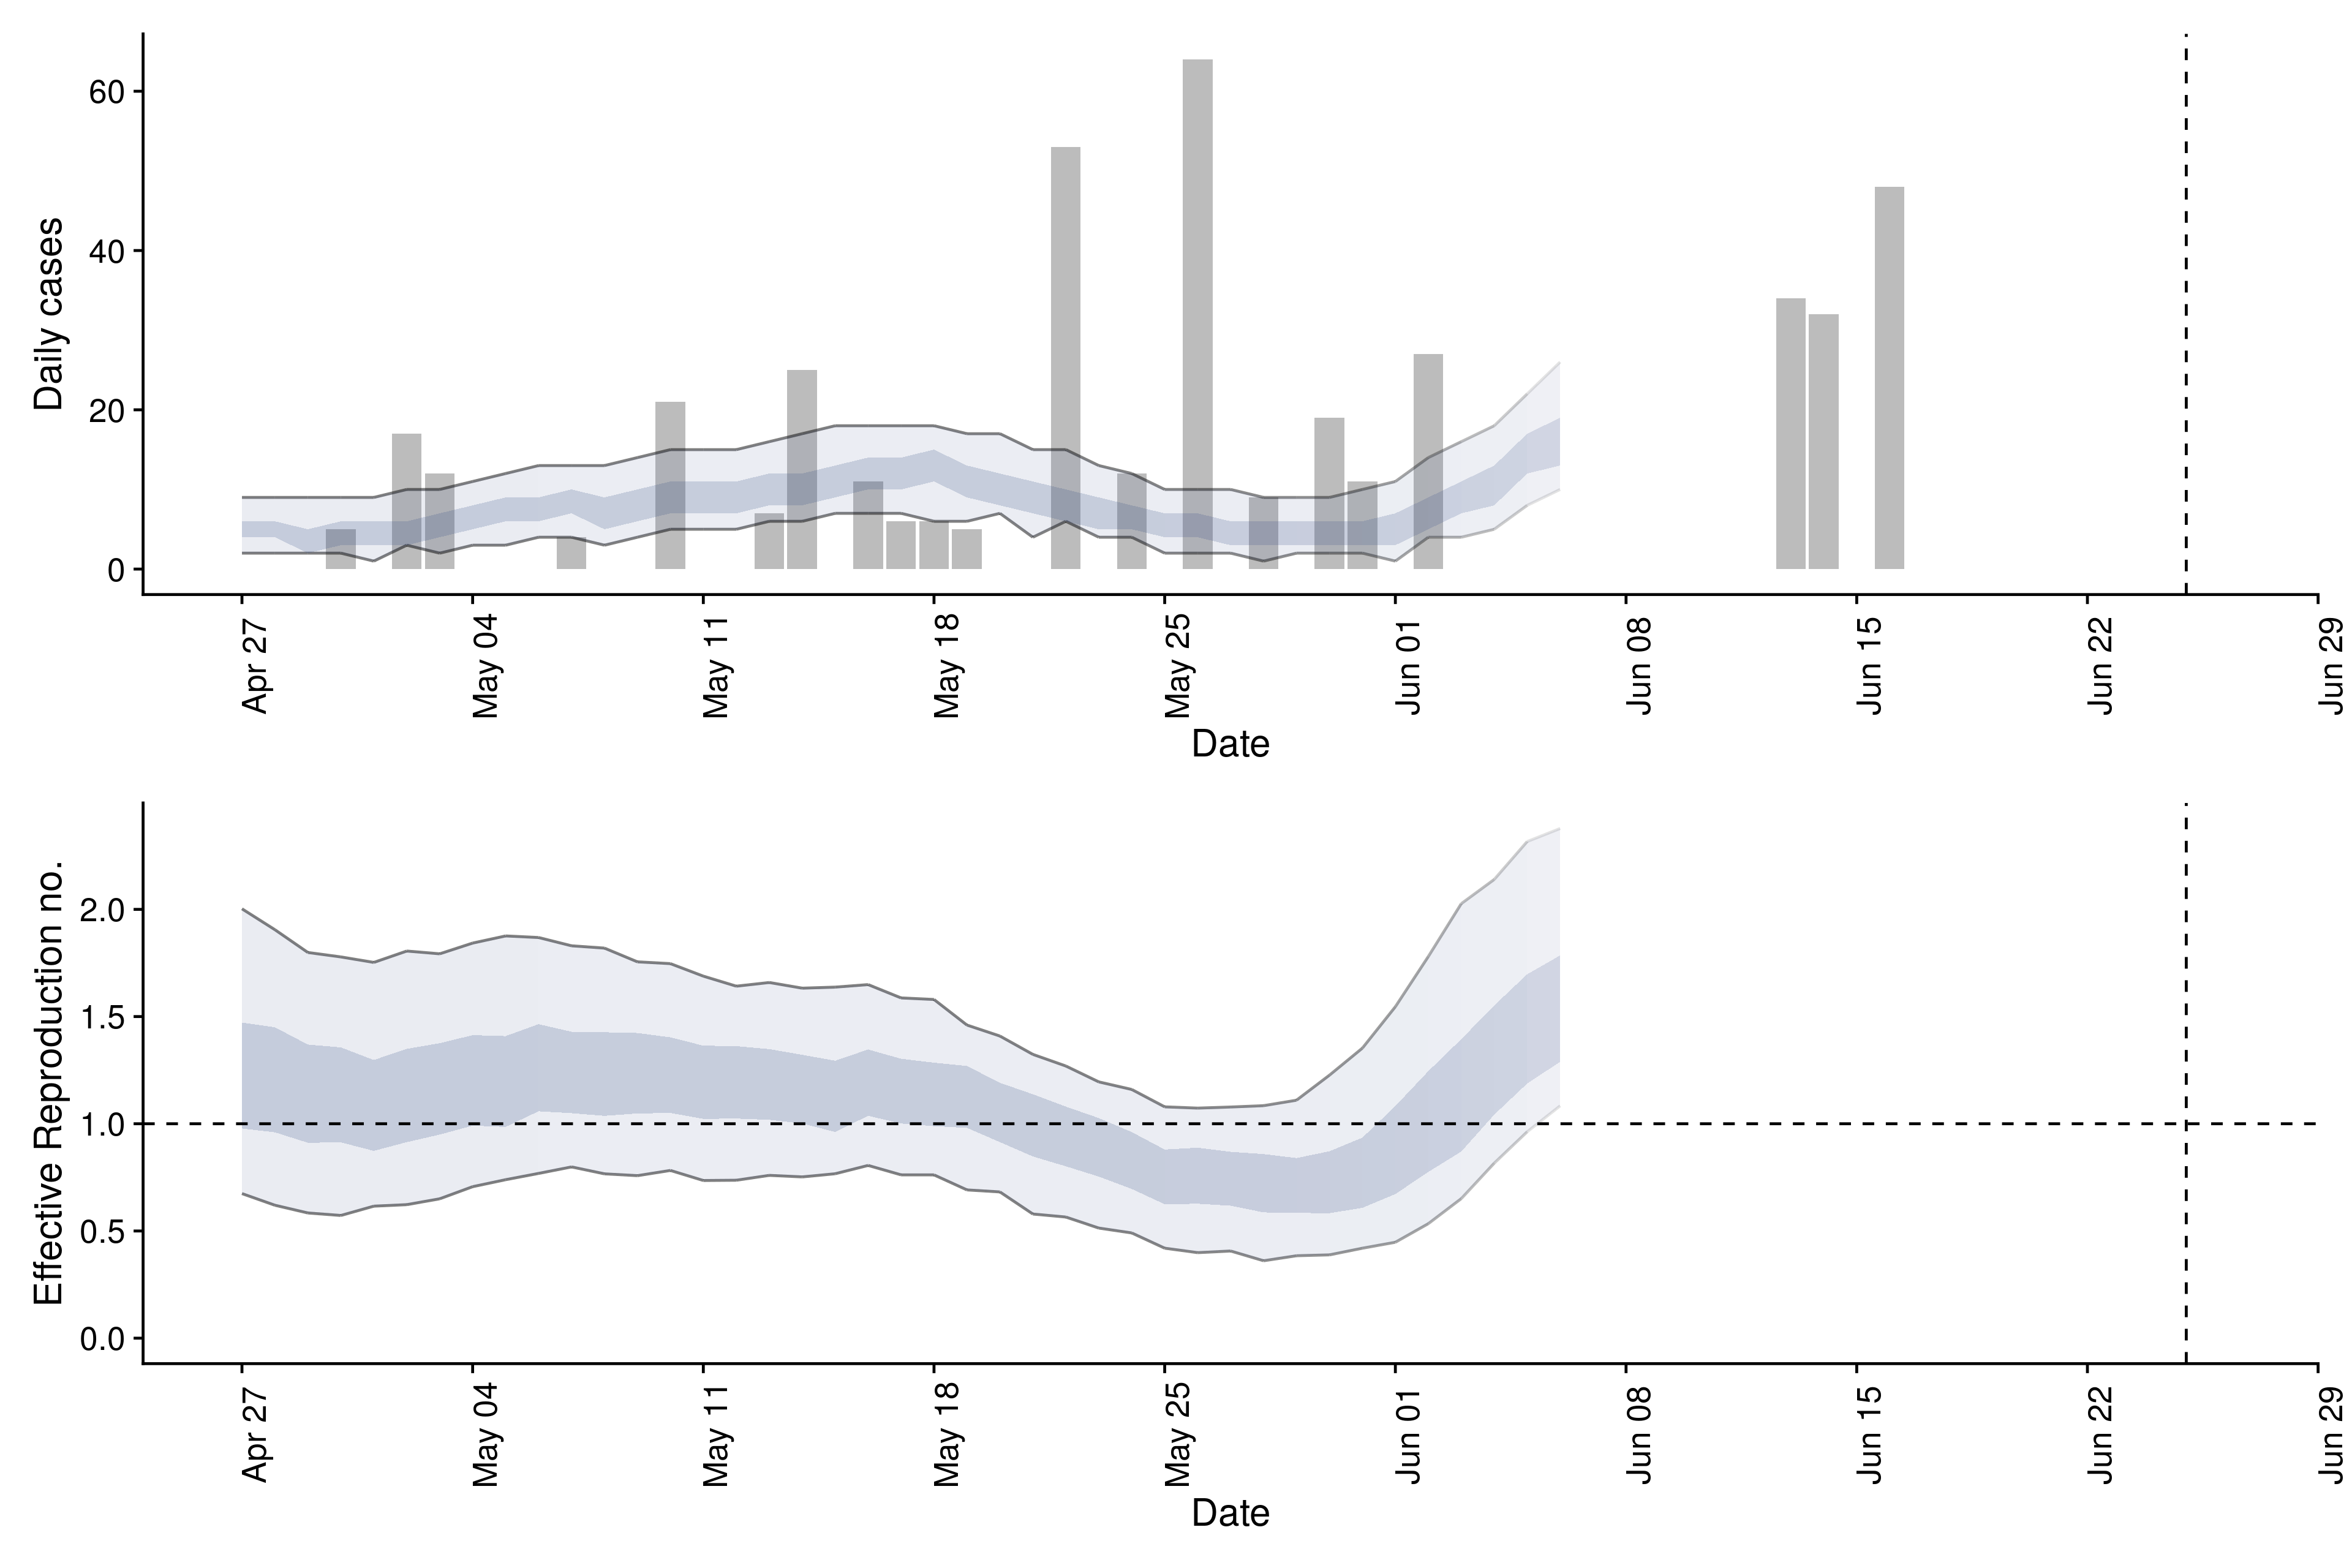 Daily cases
60
40
20
0
Apr 27
May 04
May 11
May 18
May 25
Jun 01
Jun 08
Jun 15
Jun 22
Jun 29
Date
Effective Reproduction no.
2.0
1.5
1.0
0.5
0.0
Apr 27
May 04
May 11
May 18
May 25
Jun 01
Jun 08
Jun 15
Jun 22
Jun 29
Date